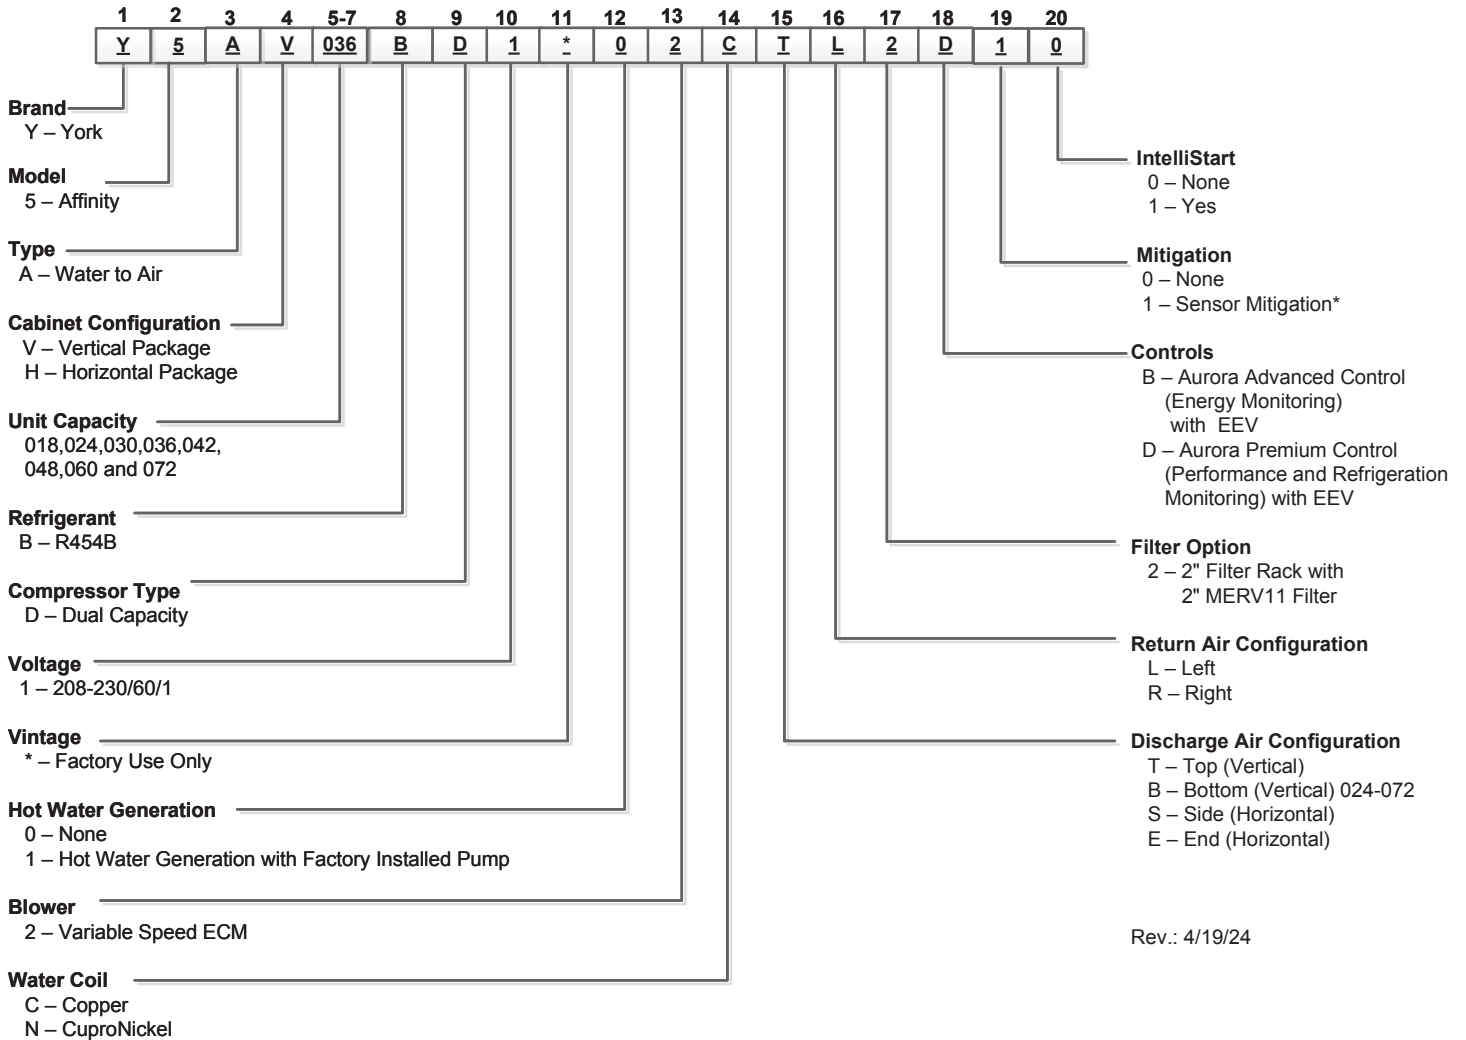 1 2 3 4 5-7 8 9 10 11 12 13 14 15 16 17 18 19 20
Y 5 A V 036 B D 1 * 0 2 C T L 2 D 1 0
Brand
Y – York
Model
5 – Affinity
Type
A – Water to Air
Cabinet Configuration
V – Vertical Package
H – Horizontal Package
Unit Capacity
018,024,030,036,042,
048,060 and 072
Refrigerant
B – R454B
Compressor Type
D – Dual Capacity
Voltage
1 – 208-230/60/1
Vintage
* – Factory Use Only
Hot Water Generation
0 – None
1 – Hot Water Generation with Factory Installed Pump
Blower
2 – Variable Speed ECM
Water Coil
C – Copper
N – CuproNickel
IntelliStart
0 – None
1 – Yes
Mitigation
0 – None
1 – Sensor Mitigation*
Controls
B – Aurora Advanced Control
(Energy Monitoring)
with EEV
D – Aurora Premium Control
(Performance and Refrigeration
Monitoring) with EEV
Filter Option
2 – 2" Filter Rack with
2" MERV11 Filter
Return Air Configuration
L – Left
R – Right
Discharge Air Configuration
T – Top (Vertical)
B – Bottom (Vertical) 024-072
S – Side (Horizontal)
E – End (Horizontal)
Rev.: 4/19/24